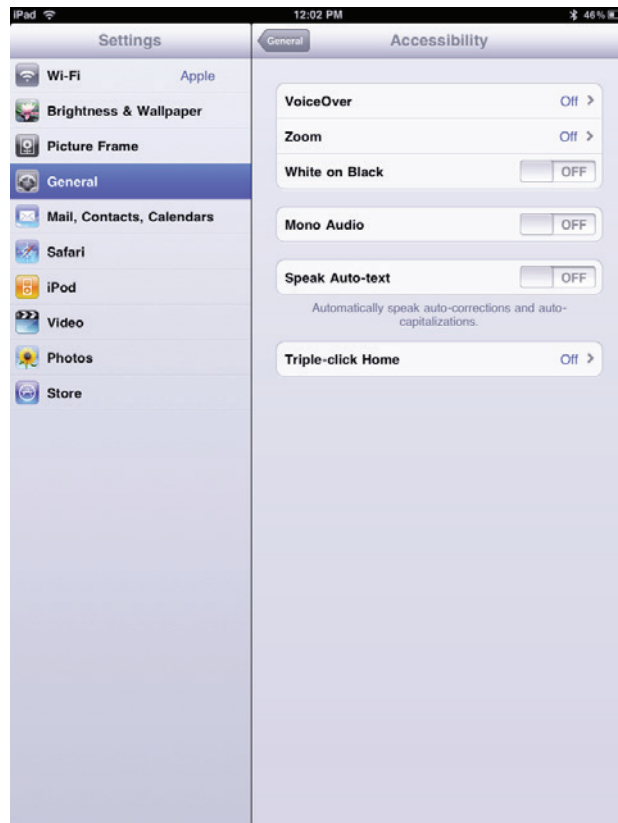 iPad 12:02 PM 46%
Settings
Wi-Fi Apple
Brightness & Wallpaper
Picture Frame
General
Mail, Contacts, Calendars
Safari
iPod
Video
Photos
Store
General Accessibility
VoiceOver Off
Zoom Off
White on Black OFF
Mono Audio OFF
Speak Auto-text OFF
Automatically speak auto-corrections and auto-
capitalizations.
Triple-click Home Off